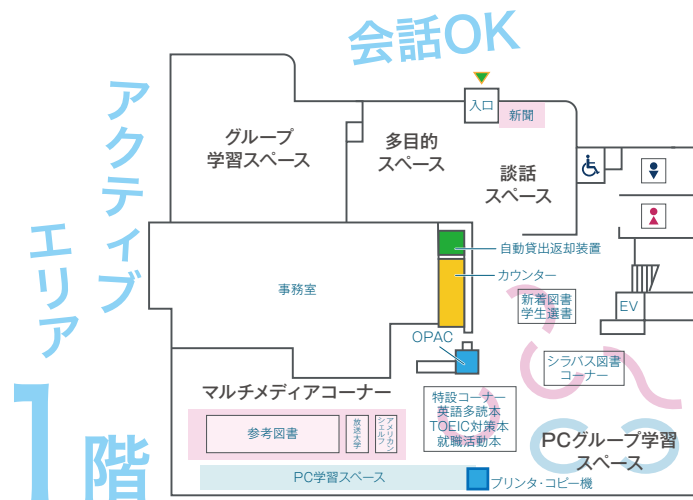 会話OK
アクティブ
エリア
1階
入口
新聞
グループ
学習スペース
多目的
スペース
談話
スペース
自動貸出返却装置
カウンター
事務室
新着図書
学生選書
EV
OPAC
シラバス図書
コーナー
マルチメディアコーナー
特設コーナー
英語多読本
TOEIC対策本
就職活動本
参考図書
放送大学
アメリカン
シェルフ
PCグループ学習
スペース
PC学習スペース
プリンタ・コピー機